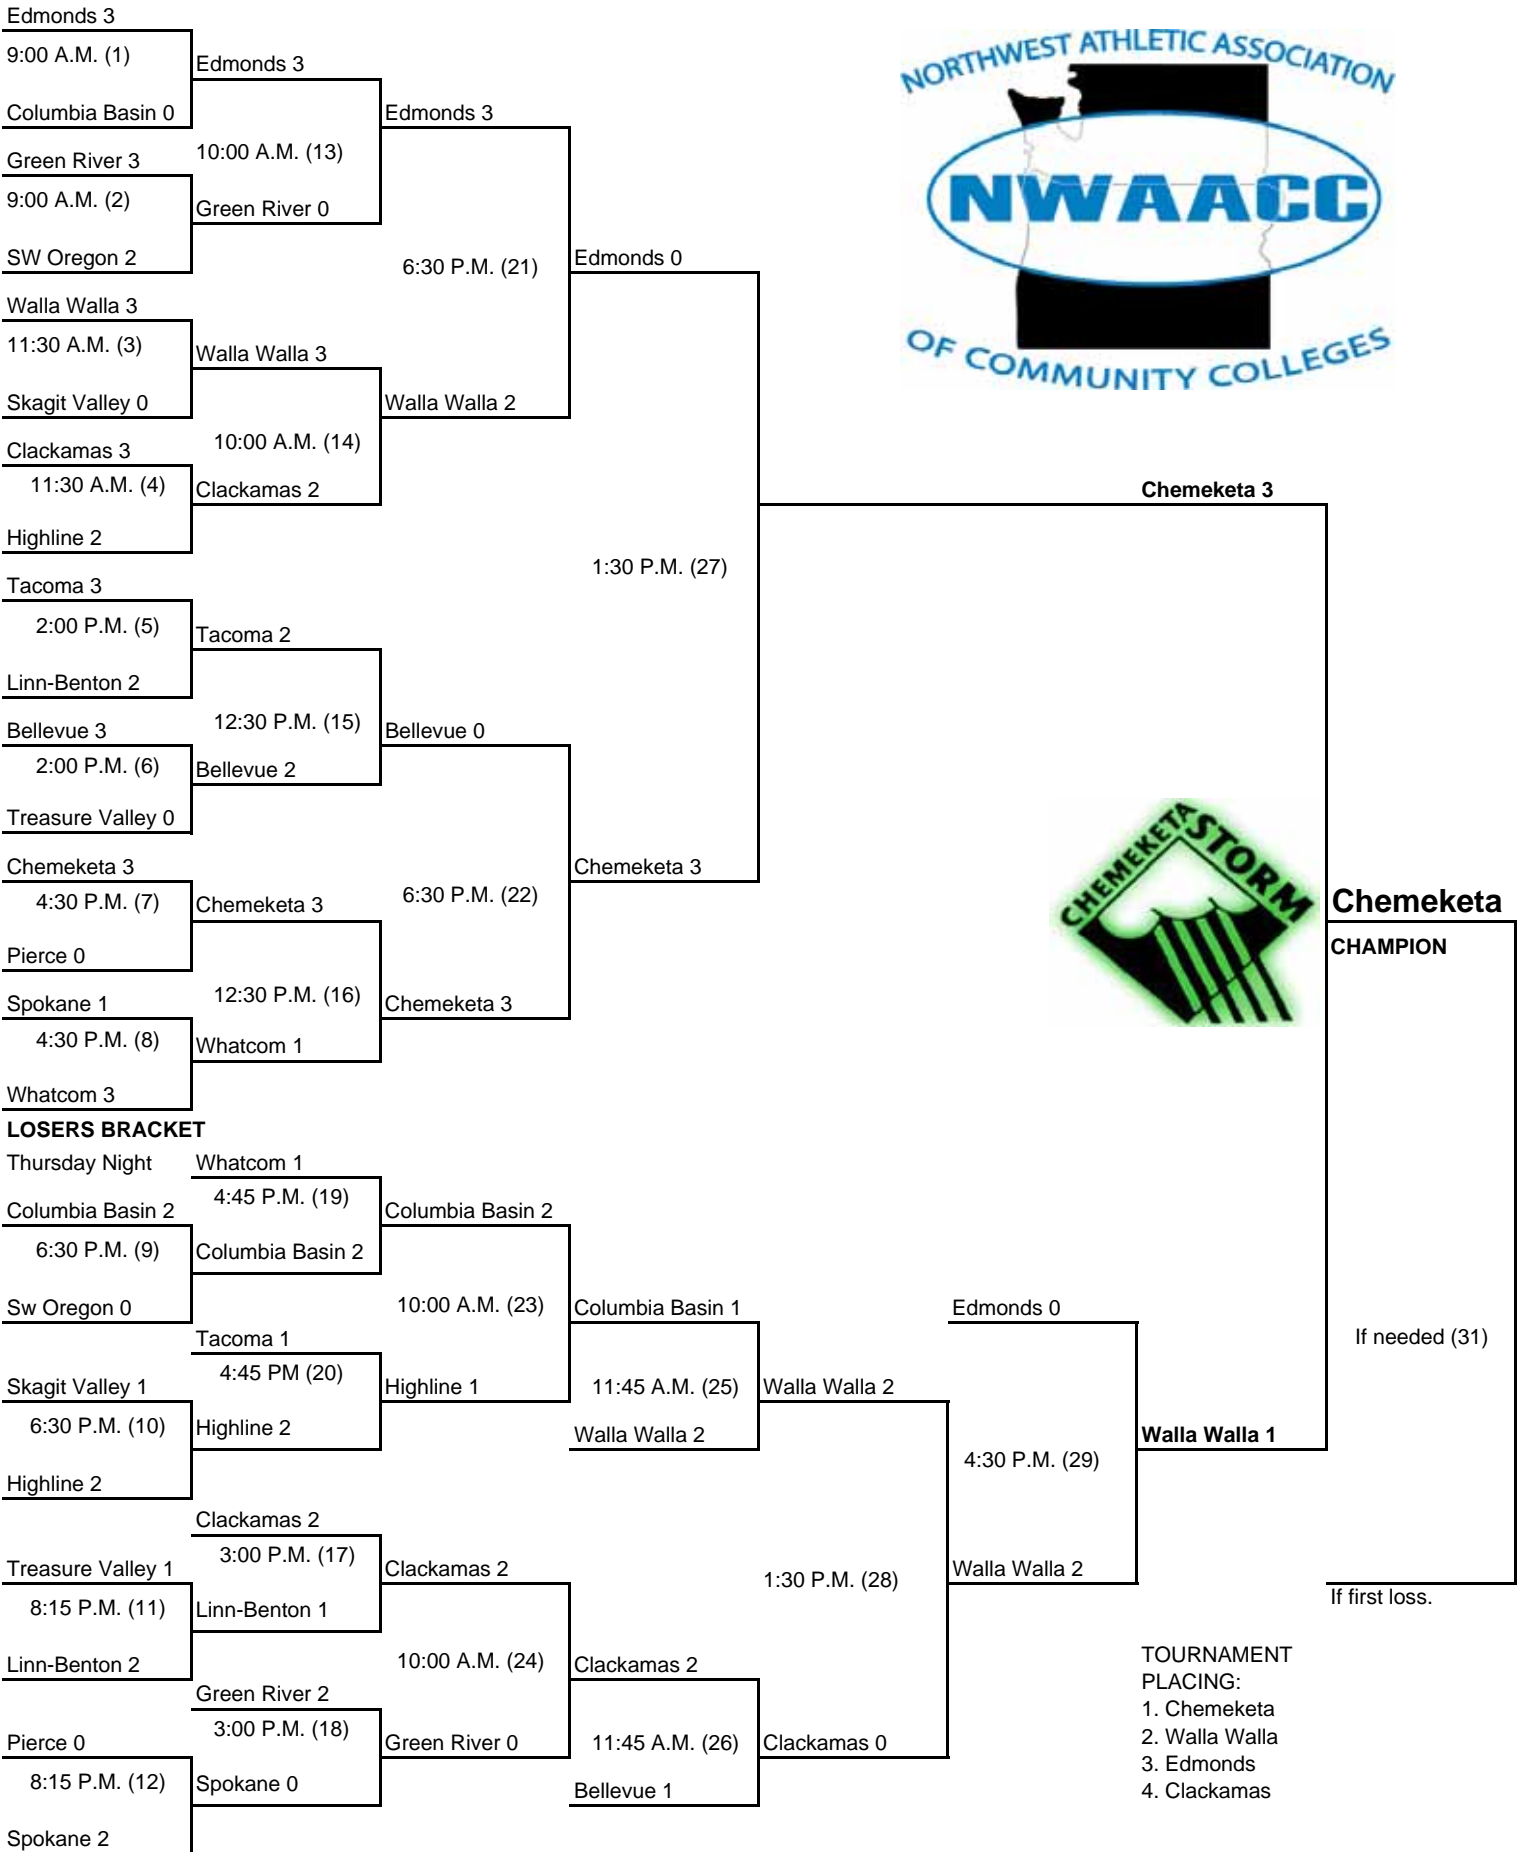 Edmonds 3
9:00 A.M. (1)
Edmonds 3
Columbia Basin 0
Edmonds 3
Green River 3
10:00 A.M. (13)
9:00 A.M. (2)
Green River 0
SW Oregon 2
6:30 P.M. (21)
Edmonds 0
Walla Walla 3
11:30 A.M. (3)
Walla Walla 3
Skagit Valley 0
Walla Walla 2
Clackamas 3
10:00 A.M. (14)
11:30 A.M. (4)
Clackamas 2
Highline 2
NORTHWEST ATHLETIC ASSOCIATION
NWAACC
OF COMMUNITY COLLEGES
Chemeketa 3
1:30 P.M. (27)
Tacoma 3
2:00 P.M. (5)
Tacoma 2
Linn-Benton 2
Bellevue 3
12:30 P.M. (15)
Bellevue 0
2:00 P.M. (6)
Bellevue 2
Treasure Valley 0
Chemeketa 3
Chemeketa 3
4:30 P.M. (7)
Chemeketa 3
6:30 P.M. (22)
Pierce 0
Spokane 1
12:30 P.M. (16)
Chemeketa 3
4:30 P.M. (8)
Whatcom 1
Whatcom 3
CHEMEKETA
STORM
Chemeketa
CHAMPION
LOSERS BRACKET
Thursday Night
Whatcom 1
4:45 P.M. (19)
Columbia Basin 2
Columbia Basin 2
6:30 P.M. (9)
Columbia Basin 2
Sw Oregon 0
10:00 A.M. (23)
Columbia Basin 1
Edmonds 0
Tacoma 1
If needed (31)
4:45 PM (20)
Skagit Valley 1
Highline 1
11:45 A.M. (25)
Walla Walla 2
6:30 P.M. (10)
Highline 2
Walla Walla 2
Walla Walla 1
4:30 P.M. (29)
Highline 2
Clackamas 2
3:00 P.M. (17)
Treasure Valley 1
Clackamas 2
1:30 P.M. (28)
Walla Walla 2
8:15 P.M. (11)
Linn-Benton 1
If first loss.
Linn-Benton 2
10:00 A.M. (24)
Clackamas 2
Green River 2
3:00 P.M. (18)
Pierce 0
Green River 0
11:45 A.M. (26)
Clackamas 0
8:15 P.M. (12)
Spokane 0
Bellevue 1
Spokane 2
TOURNAMENT
PLACING:
1. Chemeketa
2. Walla Walla
3. Edmonds
4. Clackamas